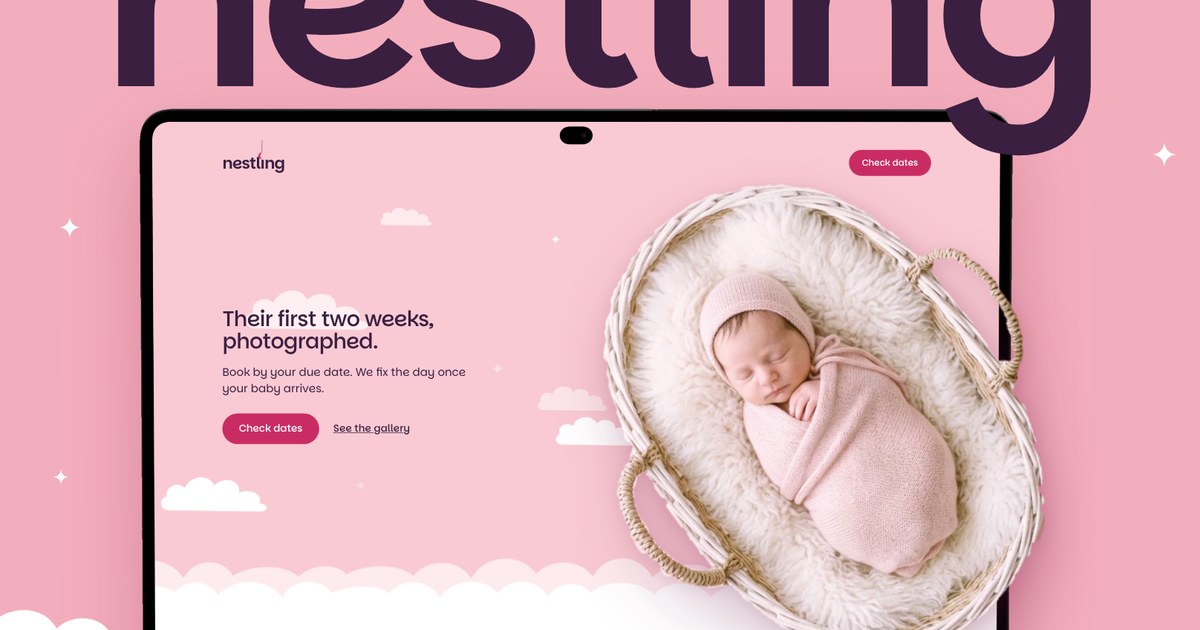 nestling
nestling
Check dates
Their first two weeks,
photographed.
Book by your due date. We fix the day once
your baby arrives.
Check dates
See the gallery